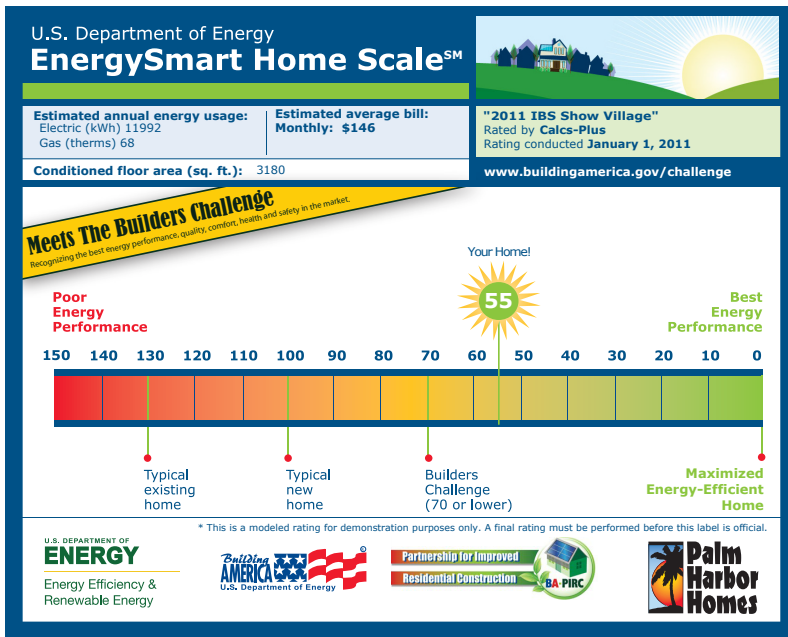 U.S. Department of Energy
EnergySmart Home Scale℠
Estimated annual energy usage:
Electric (kWh) 11992
Gas (therms) 68
Estimated average bill:
Monthly: $146
Conditioned floor area (sq. ft.): 3180
"2011 IBS Show Village"
Rated by Calcs-Plus
Rating conducted January 1, 2011
www.buildingamerica.gov/challenge
Meets The Builders Challenge
Recognizing the best energy performance, quality, comfort, health and safety in the market.
Your Home!
55
Poor
Energy
Performance
Best
Energy
Performance
150 140 130 120 110 100 90 80 70 60 50 40 30 20 10 0
Typical
existing
home
Typical
new
home
Builders
Challenge
(70 or lower)
Maximized
Energy-Efficient
Home
* This is a modeled rating for demonstration purposes only. A final rating must be performed before this label is official.
U.S. DEPARTMENT OF
ENERGY
Energy Efficiency &
Renewable Energy
Building
AMERICA
U.S. Department of Energy
Partnership for Improved
Residential Construction
BA-PIRC
Palm
Harbor
Homes